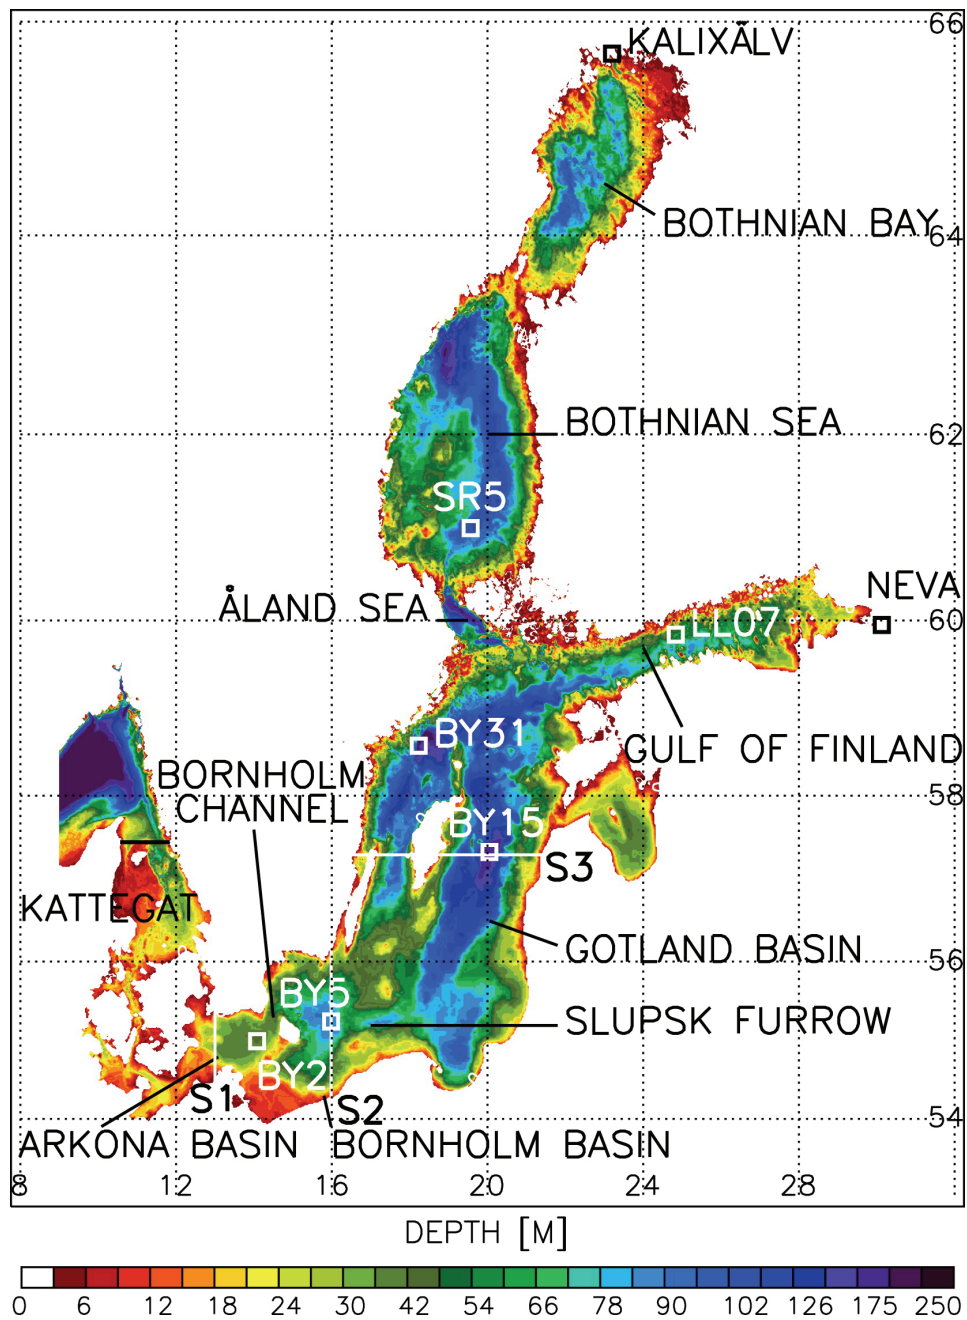 66
KALIXÄLV
BOTHNIAN BAY
64
BOTHNIAN SEA
62
SR5
NEVA
ÅLAND SEA
60
LL07
BY31
GULF OF FINLAND
BORNHOLM
CHANNEL
58
BY15
S3
KATTEGAT
GOTLAND BASIN
56
BY5
SLUPSK FURROW
BY2
S1
S2
54
ARKONA BASIN
BORNHOLM BASIN
8 12 16 20 24 28
DEPTH [M]
0 6 12 18 24 30 42 54 66 78 90 102 126 175 250